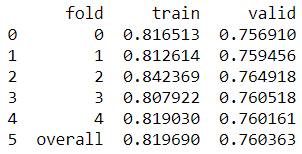 fold train valid
0 0 0.816513 0.756910
1 1 0.812614 0.759456
2 2 0.842369 0.764918
3 3 0.807922 0.760518
4 4 0.819030 0.760161
5 overall 0.819690 0.760363